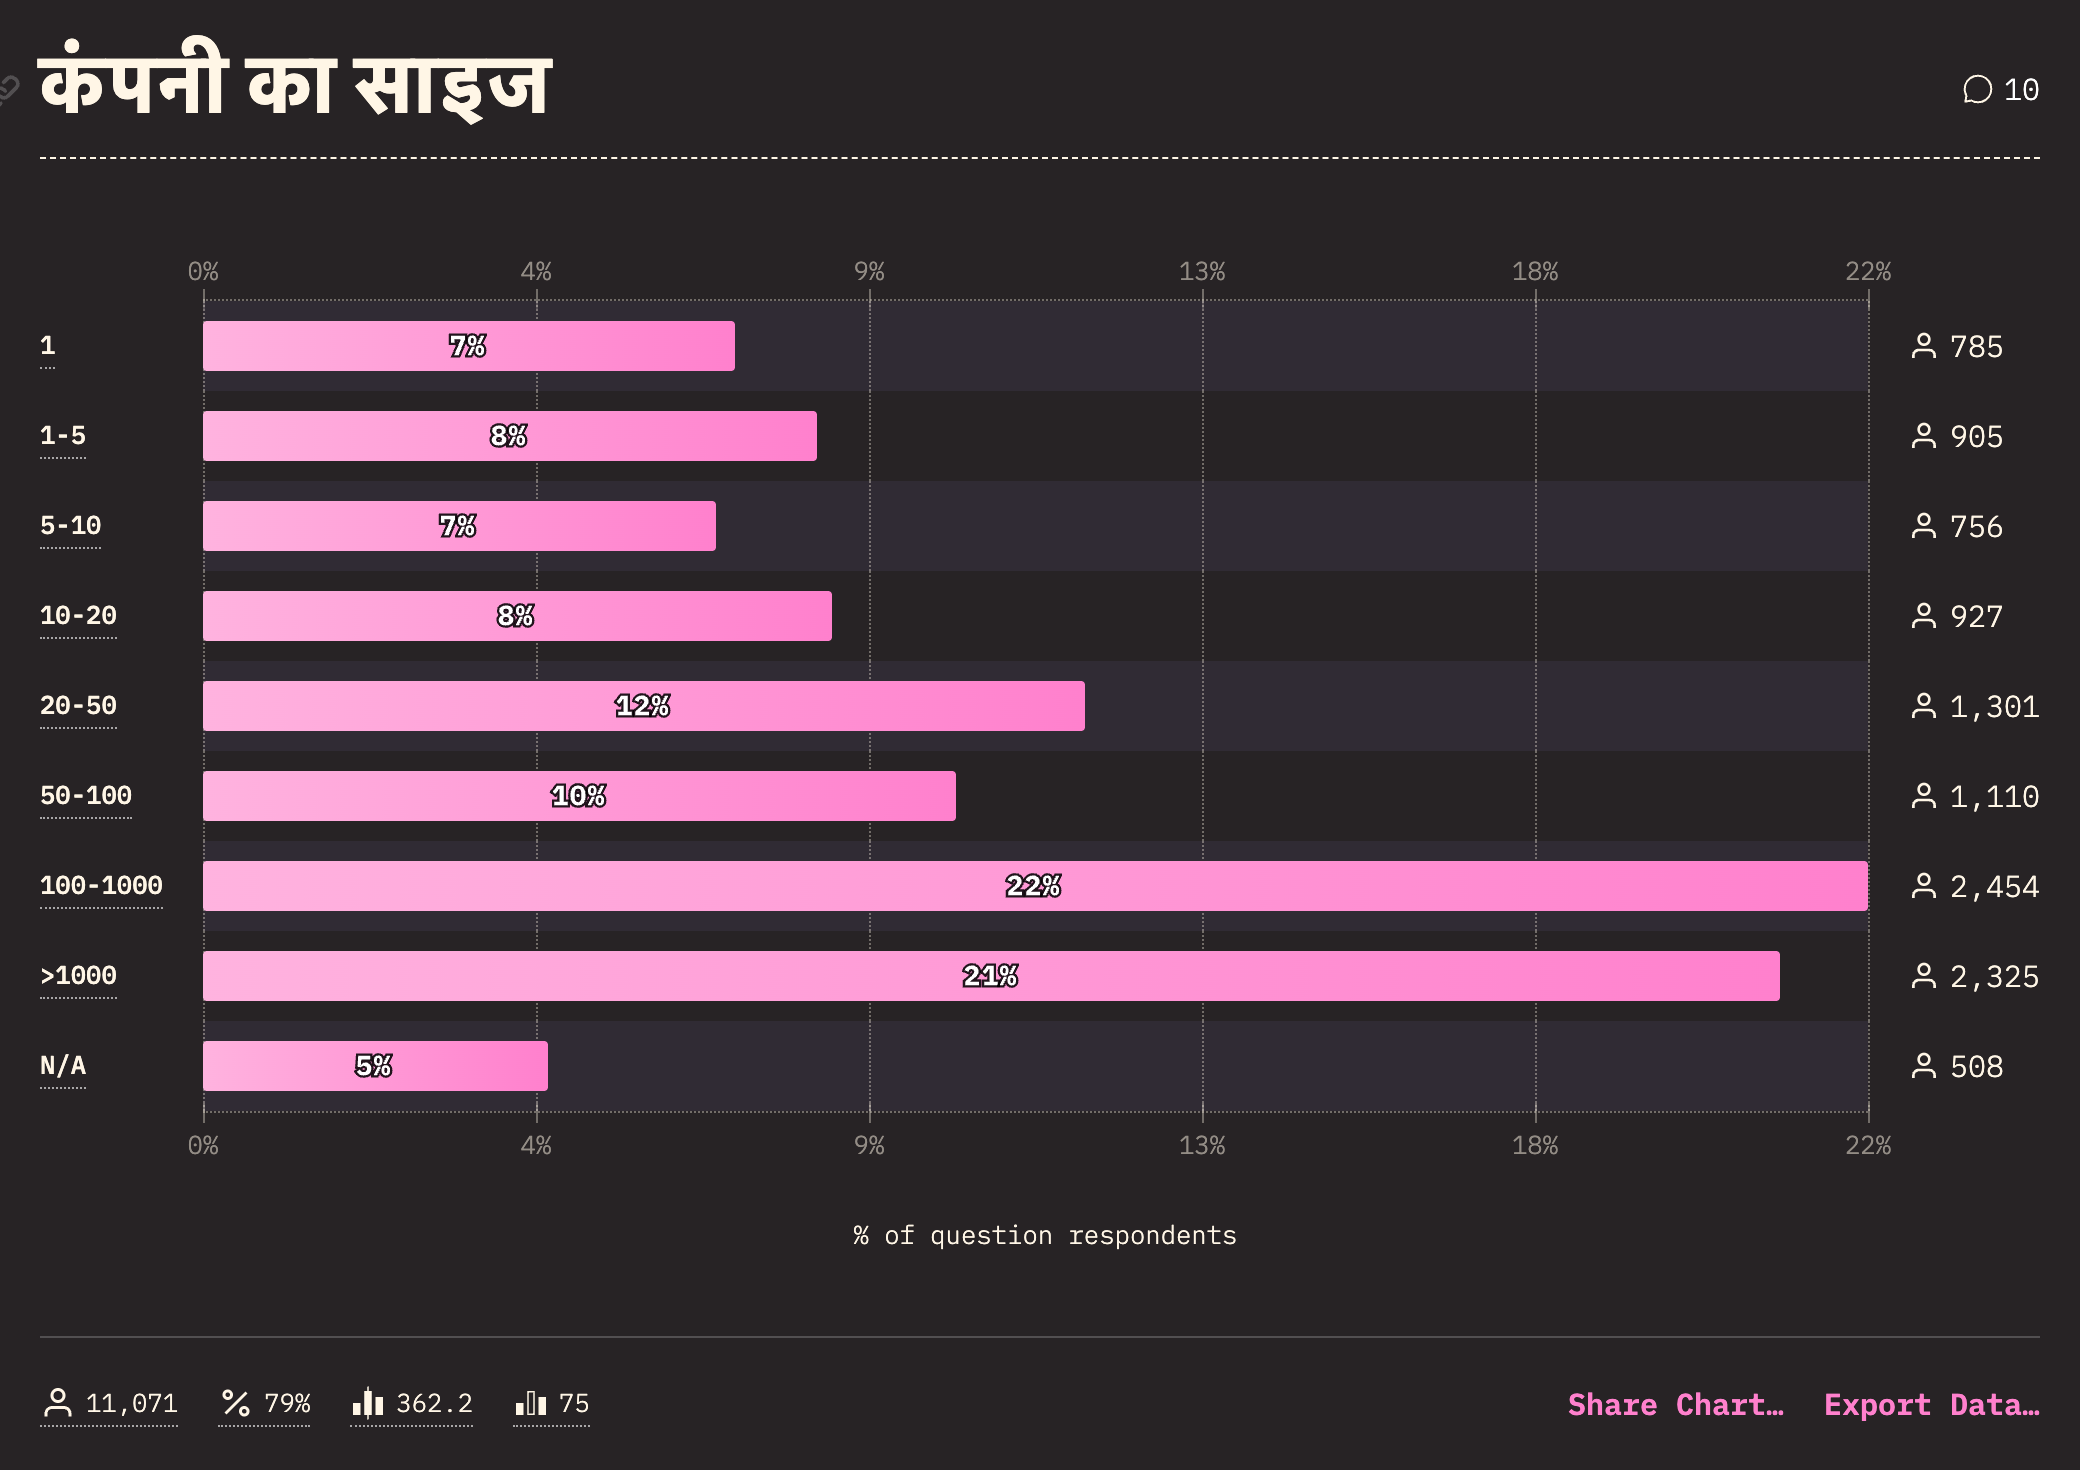 कंपनी का साइज
10
0% 4% 9% 13% 18% 22%
1 7% 785
1-5 8% 905
5-10 7% 756
10-20 8% 927
20-50 12% 1,301
50-100 10% 1,110
100-1000 22% 2,454
>1000 21% 2,325
N/A 5% 508
0% 4% 9% 13% 18% 22%
% of question respondents
11,071 79% 362.2 75 Share Chart… Export Data…